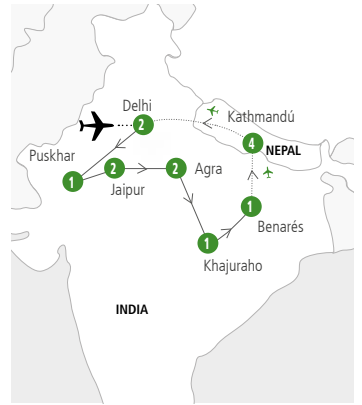 Delhi
2
Kathmandú
4
NEPAL
Puskhar
1
2
Jaipur
2
Agra
1
Benarés
1
Khajuraho
INDIA